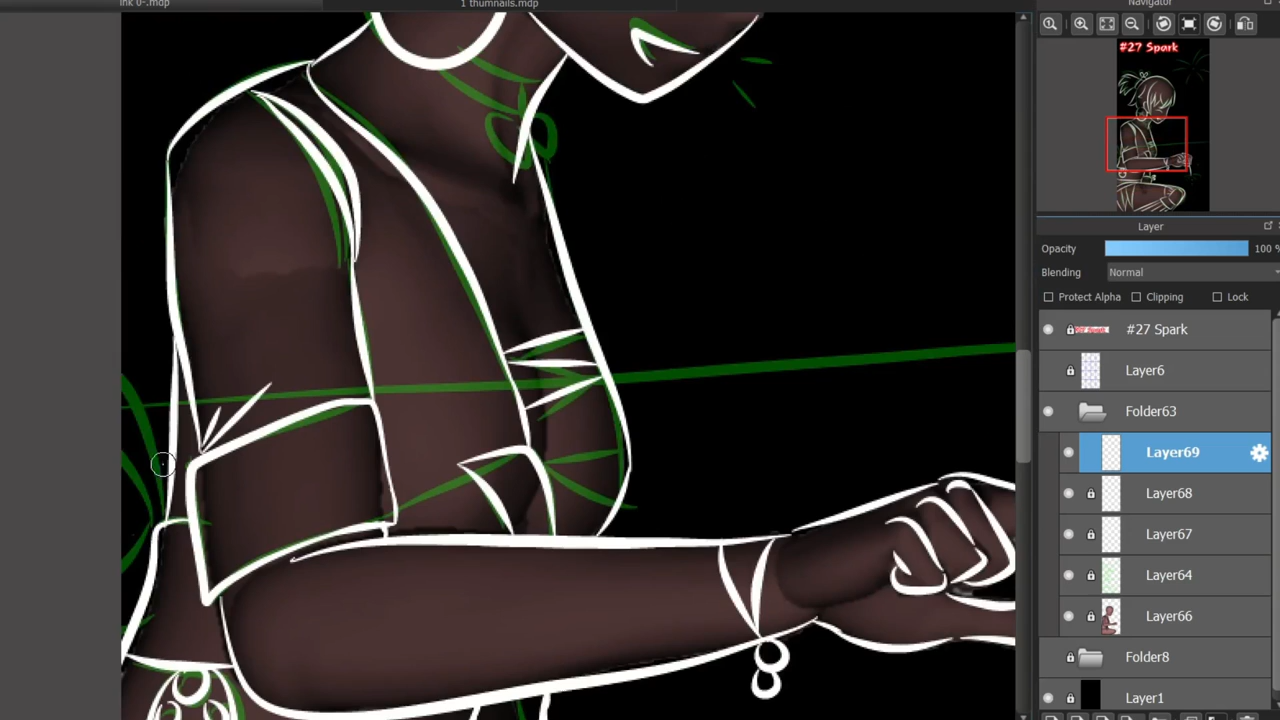 ink 0-.mdp
1 thumnails.mdp
Navigator
#27 Spark
Layer
Opacity 100 %
Blending Normal
Protect Alpha Clipping Lock
#27 Spark
Layer6
Folder63
Layer69
Layer68
Layer67
Layer64
Layer66
Folder8
Layer1